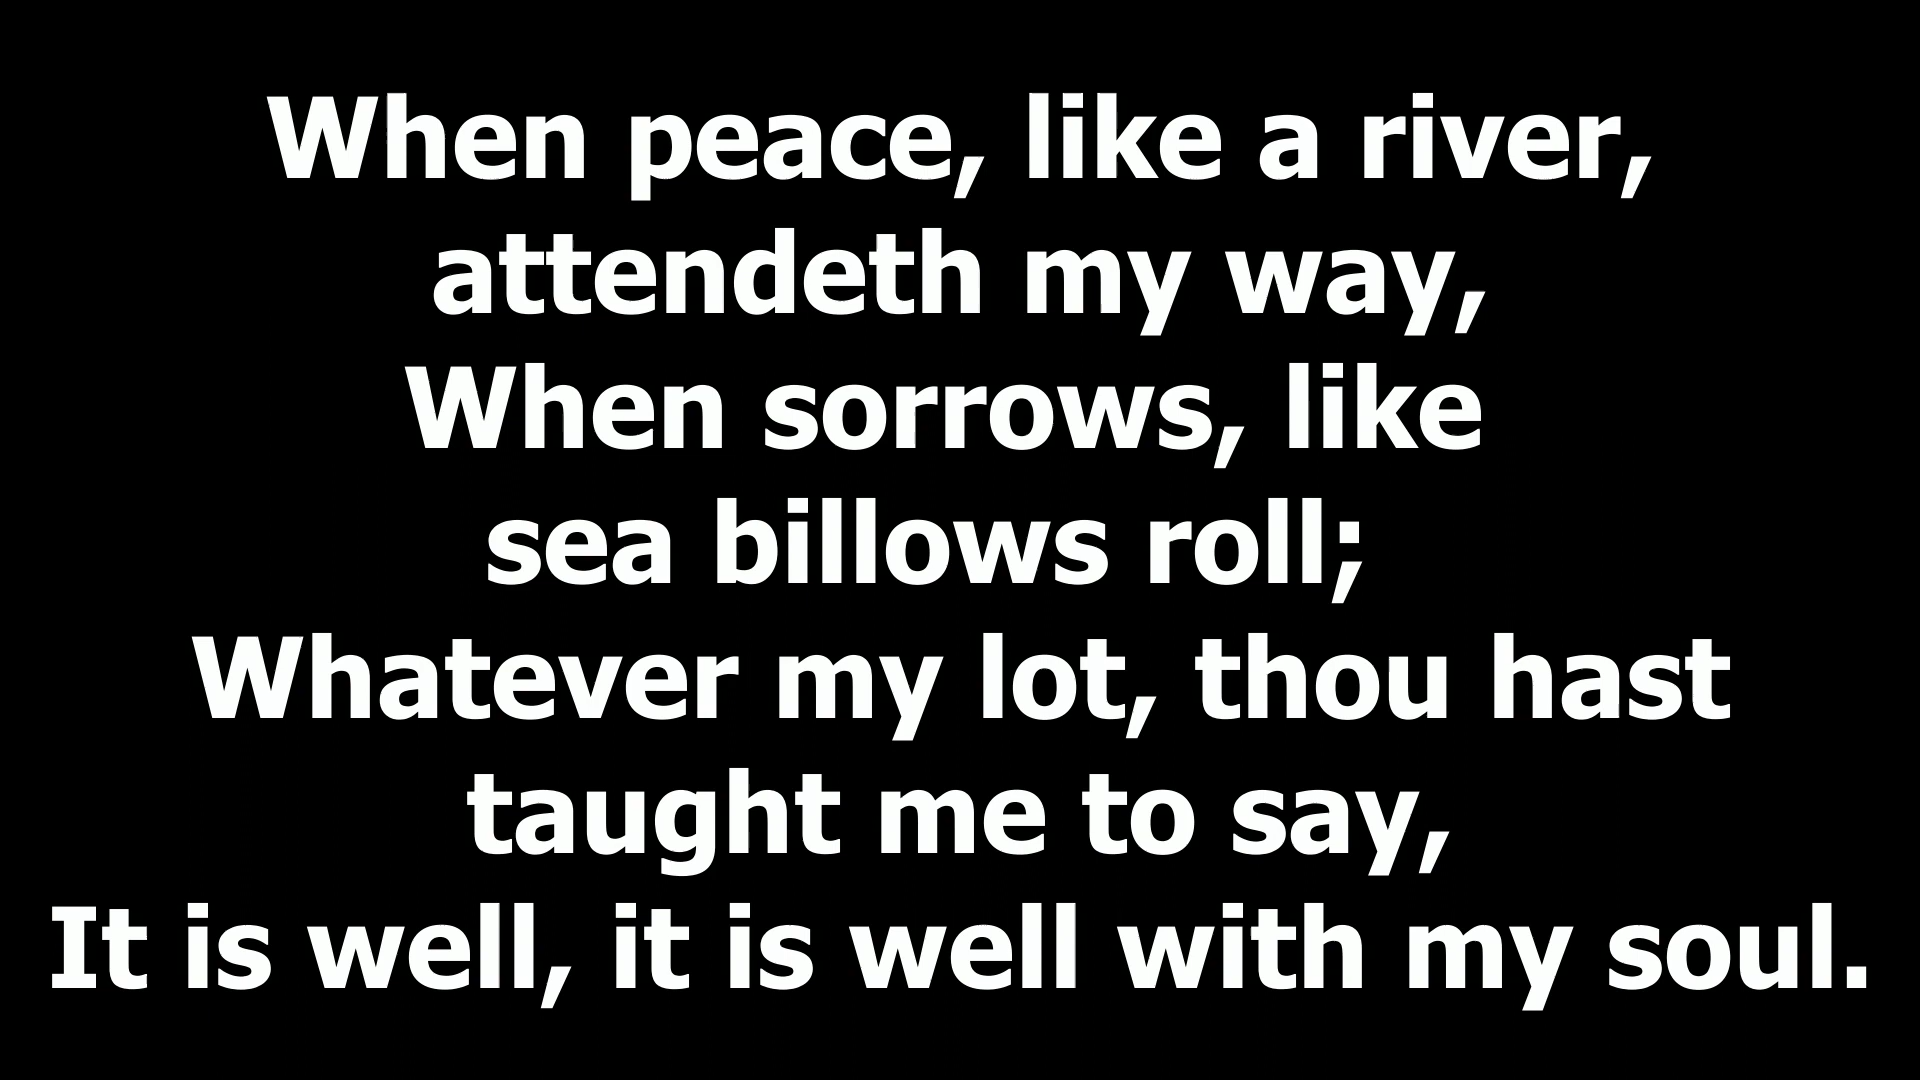 When peace, like a river,
attendeth my way,
When sorrows, like
sea billows roll;
Whatever my lot, thou hast
taught me to say,
It is well, it is well with my soul.